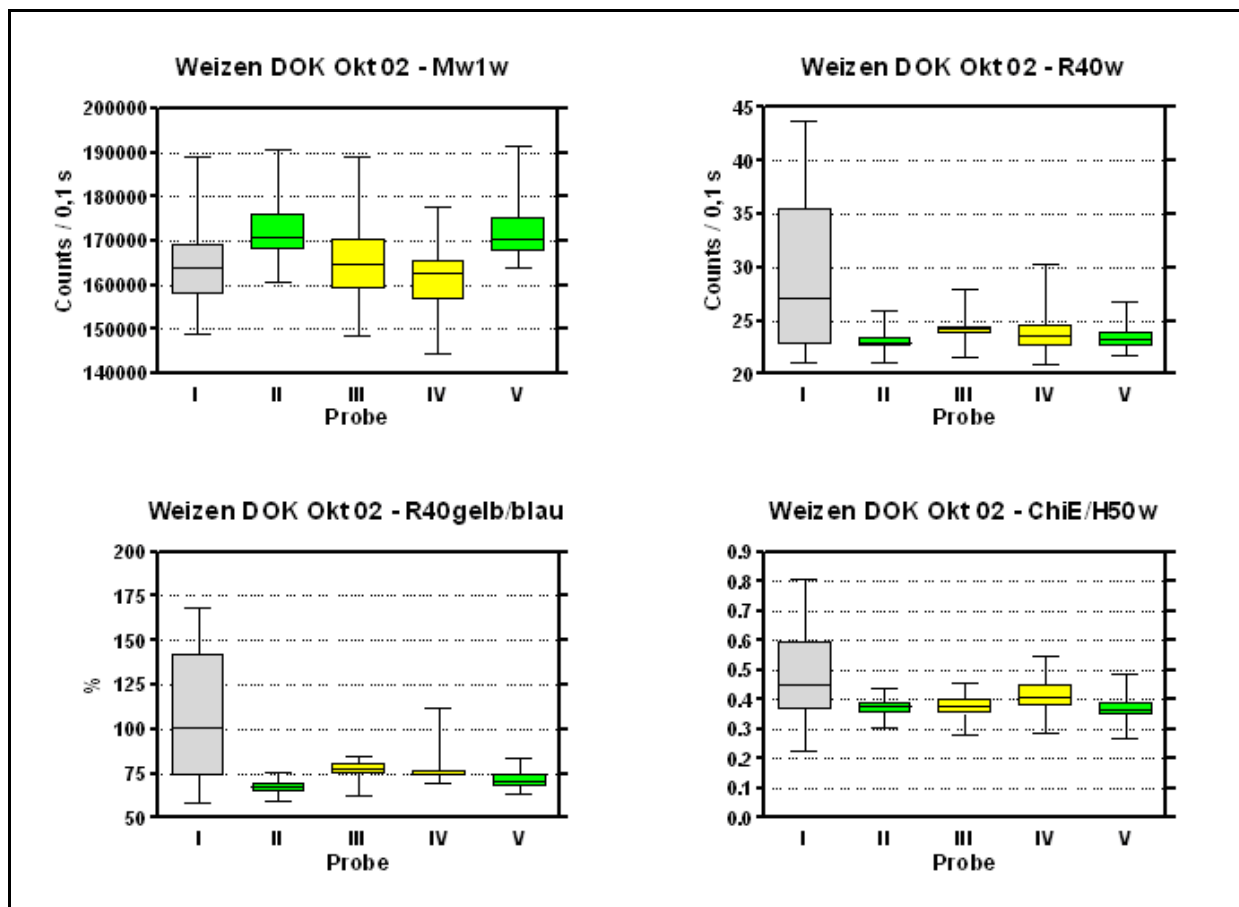 Weizen DOK Okt 02 - Mw1w
200000
190000
180000
170000
160000
150000
140000
Counts / 0,1 s
I II III IV V
Probe
Weizen DOK Okt 02 - R40w
45
40
35
30
25
20
Counts / 0,1 s
I II III IV V
Probe
Weizen DOK Okt 02 - R40gelb/blau
200
175
150
125
100
75
50
%
I II III IV V
Probe
Weizen DOK Okt 02 - ChiE/H50w
0.9
0.8
0.7
0.6
0.5
0.4
0.3
0.2
0.1
0.0
I II III IV V
Probe